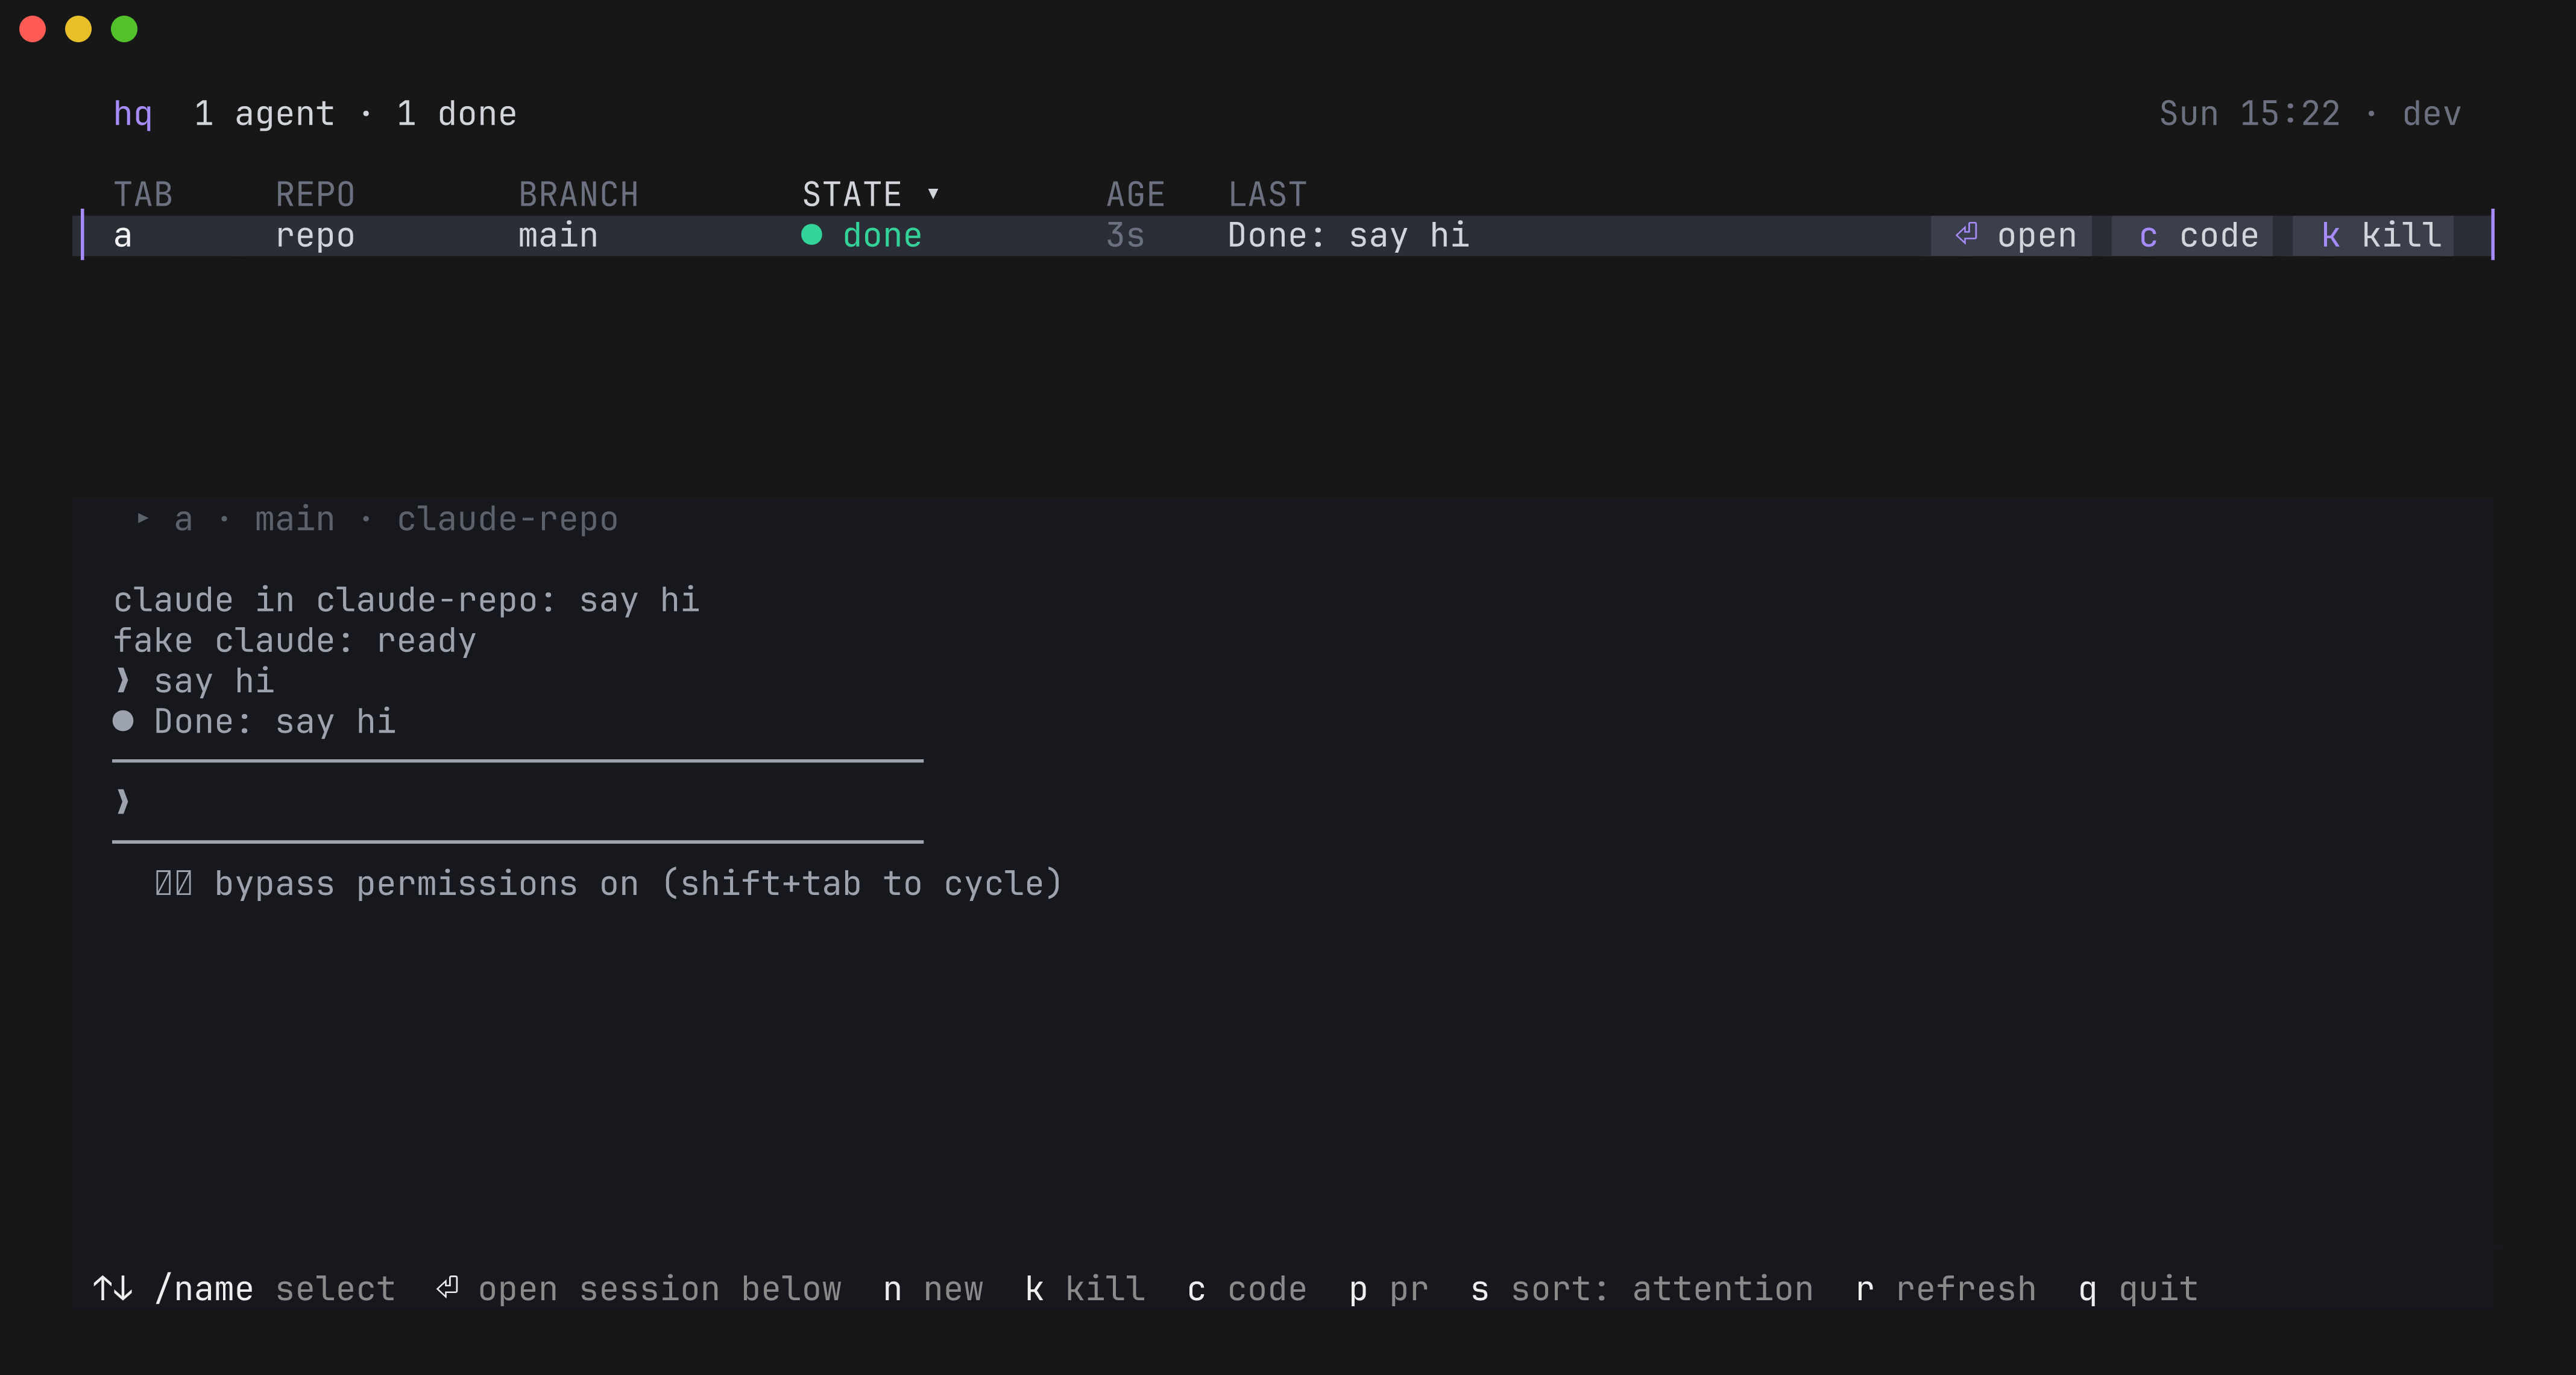 hq 1 agent · 1 done Sun 15:22 · dev
TAB REPO BRANCH STATE ▾ AGE LAST
a repo main ● done 3s Done: say hi ⏎ open c code k kill
▸ a · main · claude-repo
claude in claude-repo: say hi
fake claude: ready
❯ say hi
● Done: say hi
❯
bypass permissions on (shift+tab to cycle)
↑↓ /name select ⏎ open session below n new k kill c code p pr s sort: attention r refresh q quit